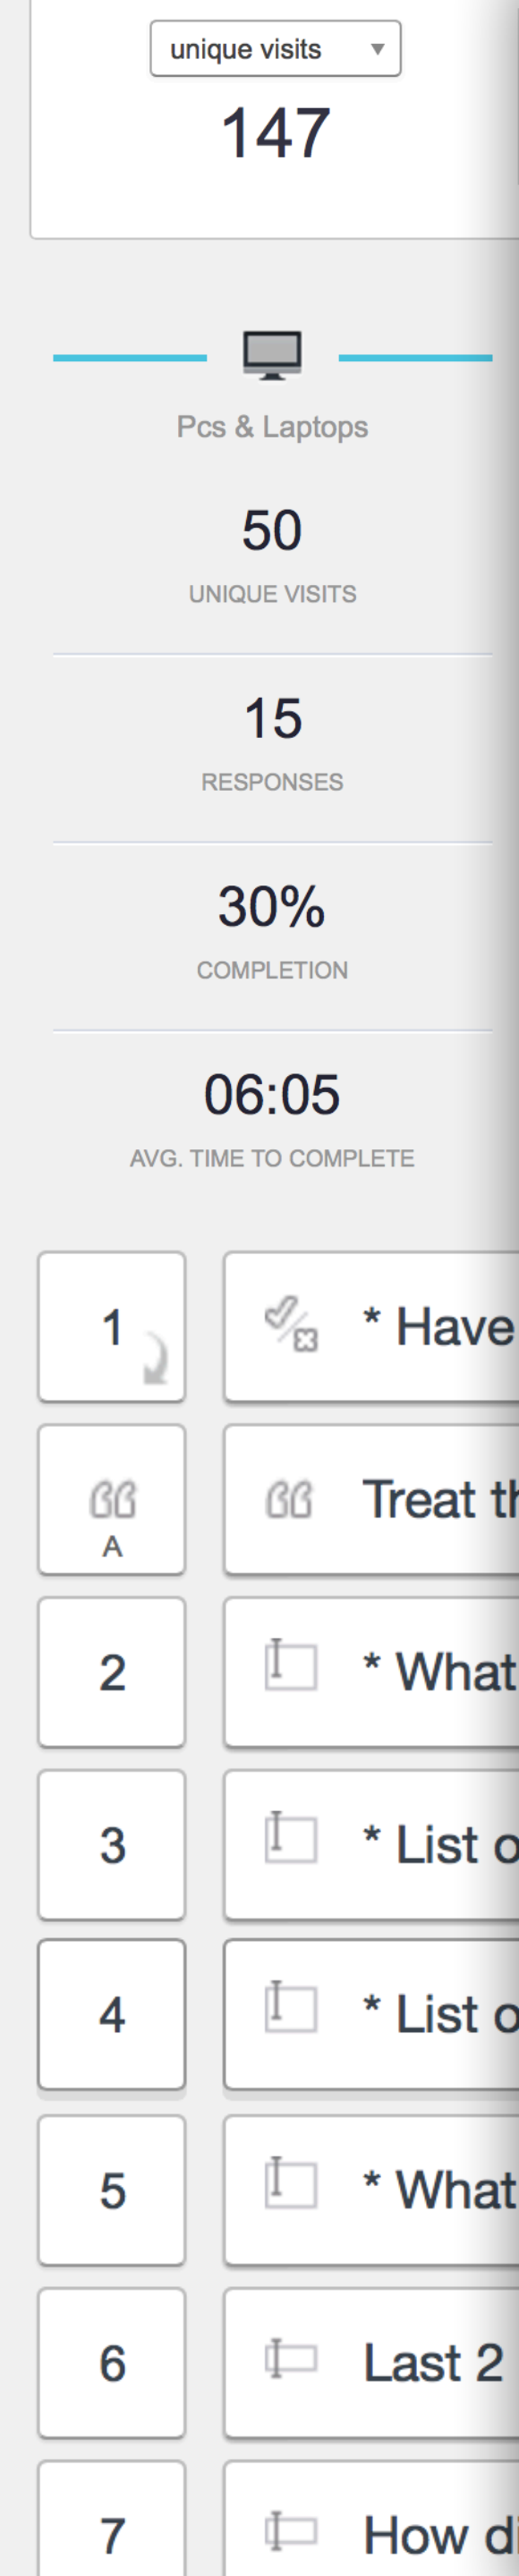 unique visits
147
Pcs & Laptops
50
UNIQUE VISITS
15
RESPONSES
30%
COMPLETION
06:05
AVG. TIME TO COMPLETE
1 * Have
A Treat
2 * What
3 * List
4 * List
5 * What
6 Last 2
7 How